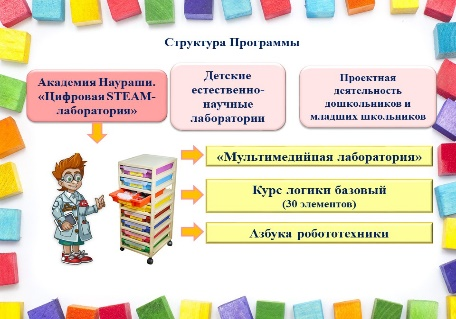 Структура Программы
Академия Наураши.
«Цифровая STEAM-
лаборатория»
Детские
естественно-
научные
лаборатории
Проектная
деятельность
дошкольников и
младших школьников
«Мультимедийная лаборатория»
Курс логики базовый
(30 элементов)
Азбука робототехники